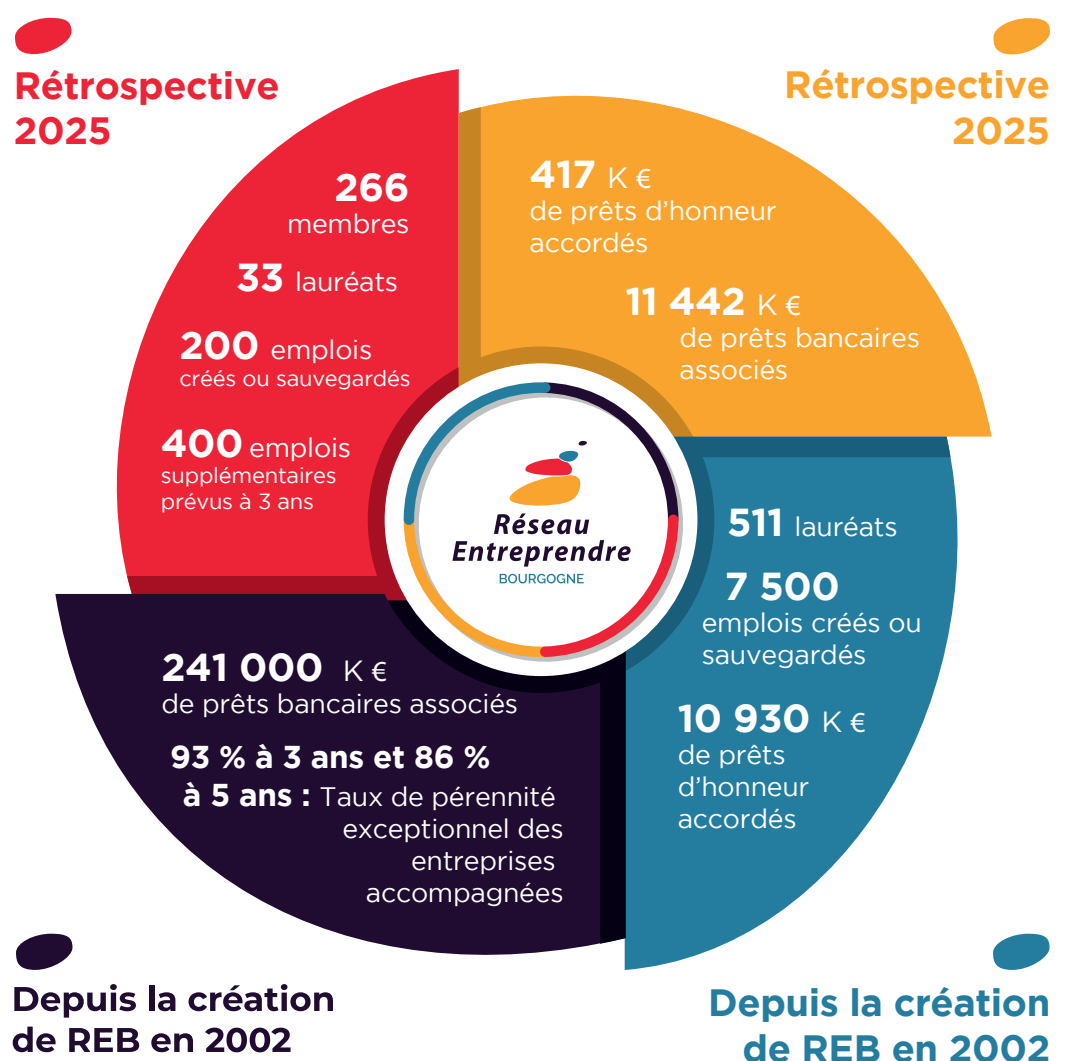 Rétrospective
2025
266
membres
33 lauréats
200 emplois
créés ou sauvegardés
400 emplois
supplémentaires
prévus à 3 ans
Rétrospective
2025
417 K €
de prêts d’honneur
accordés
11 442 K €
de prêts bancaires
associés
Réseau
Entreprendre
BOURGOGNE
511 lauréats
7 500
emplois créés ou
sauvegardés
10 930 K €
de prêts
d’honneur
accordés
Depuis la création
de REB en 2002
241 000 K €
de prêts bancaires associés
93 % à 3 ans et 86 %
à 5 ans : Taux de pérennité
exceptionnel des
entreprises
accompagnées
Depuis la création
de REB en 2002